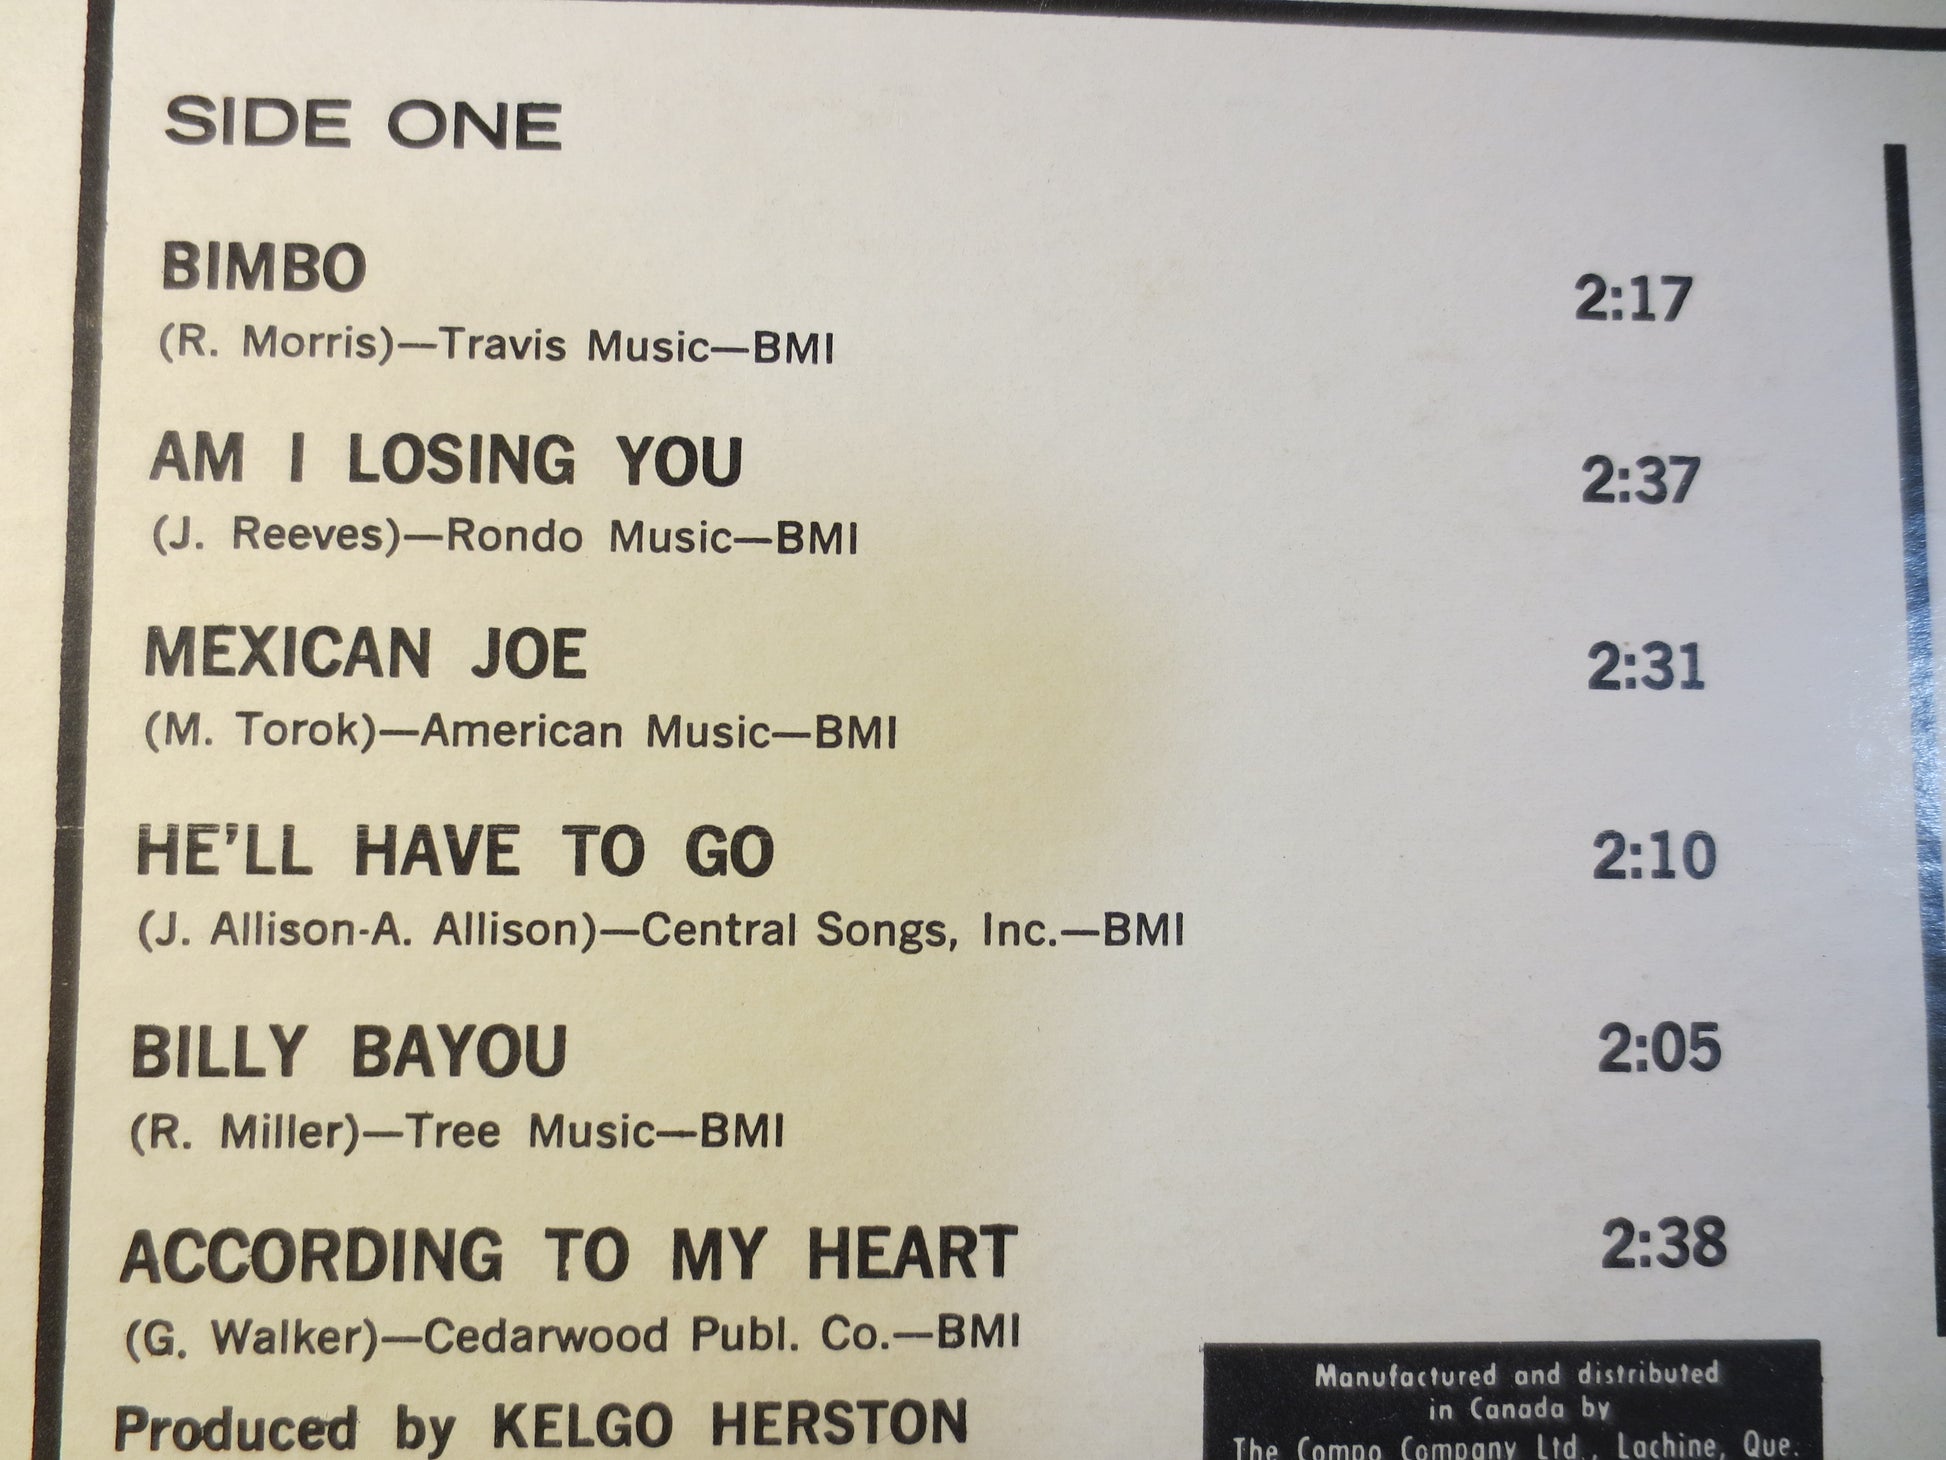 SIDE ONE
BIMBO 2:17
(R. Morris)—Travis Music—BMI
AM I LOSING YOU 2:37
(J. Reeves)—Rondo Music—BMI
MEXICAN JOE 2:31
(M. Torok)—American Music—BMI
HE'LL HAVE TO GO 2:10
(J. Allison-A. Allison)—Central Songs, Inc.—BMI
BILLY BAYOU 2:05
(R. Miller)—Tree Music—BMI
ACCORDING TO MY HEART 2:38
(G. Walker)—Cedarwood Publ. Co.—BMI
Produced by KELGO HERSTON
Manufactured and distributed
in Canada by
The Compo Company Ltd., Lachine, Que.